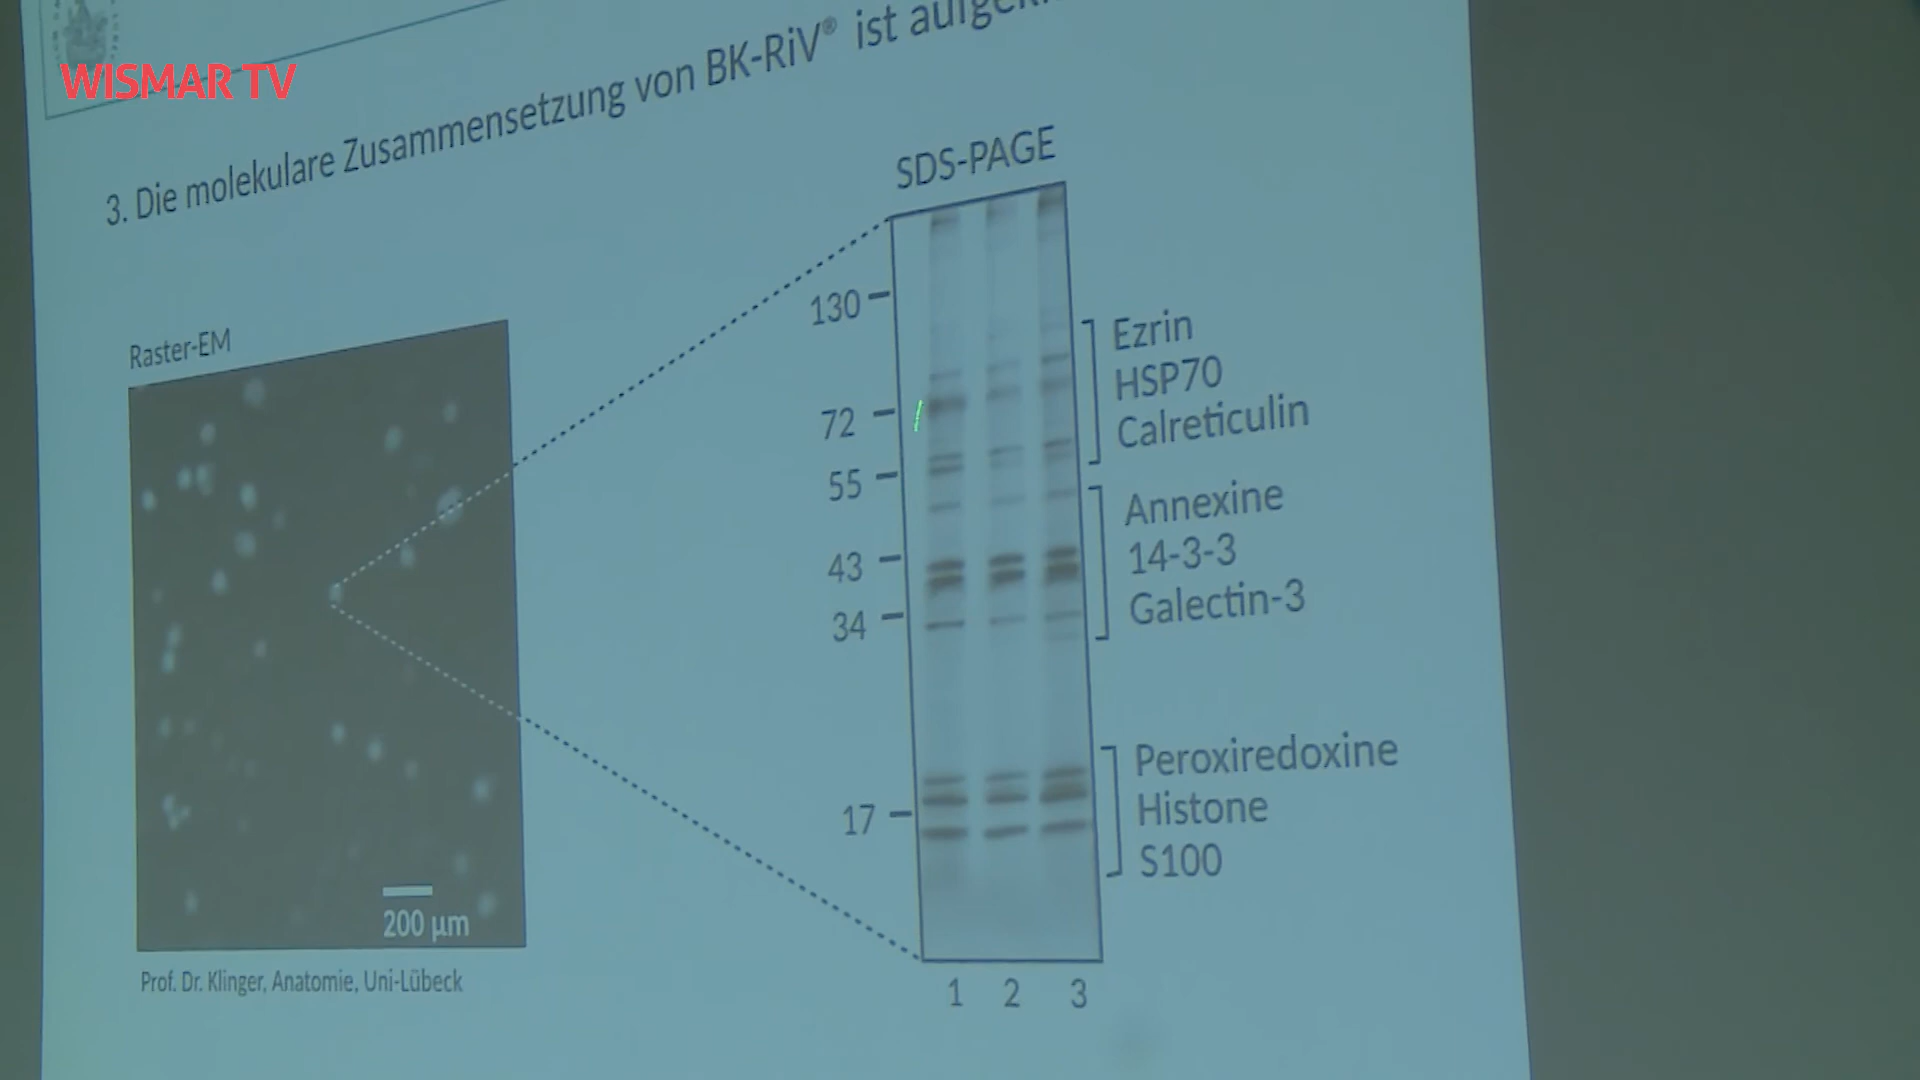 WISMAR TV
3. Die molekulare Zusammensetzung von BK-RiV® ist
SDS-PAGE
Raster-EM
130
72
55
43
34
17
Ezrin
HSP70
Calreticulin
Annexine
14-3-3
Galectin-3
Peroxiredoxine
Histone
S100
200 µm
Prof. Dr. Klinger, Anatomie, Uni-Lübeck
1 2 3